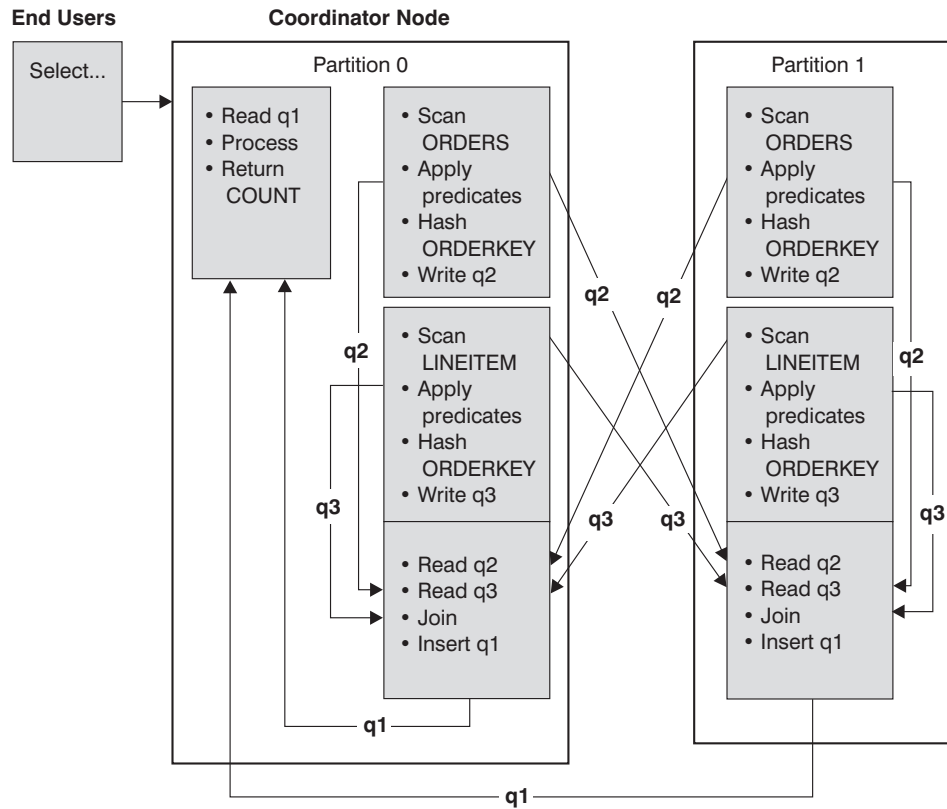 End Users
Coordinator Node
Select...
Partition 0
• Read q1
• Process
• Return
COUNT
• Scan
ORDERS
• Apply
predicates
• Hash
ORDERKEY
• Write q2
• Scan
LINEITEM
• Apply
predicates
• Hash
ORDERKEY
• Write q3
• Read q2
• Read q3
• Join
• Insert q1
q2
q3
q1
q2
q2
q3
q3
Partition 1
• Scan
ORDERS
• Apply
predicates
• Hash
ORDERKEY
• Write q2
• Scan
LINEITEM
• Apply
predicates
• Hash
ORDERKEY
• Write q3
• Read q2
• Read q3
• Join
• Insert q1
q2
q3
q1